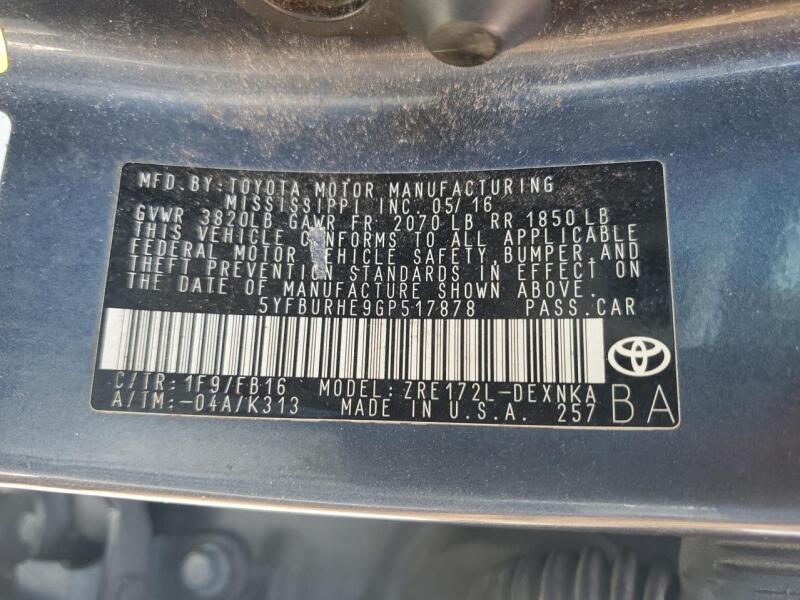 MFD. BY: TOYOTA MOTOR MANUFACTURING
MISSISSIPPI INC. 05/16
GVWR 3820LB GAWR FR 2070 LB RR 1850 LB
THIS VEHICLE CONFORMS TO ALL APPLICABLE
FEDERAL MOTOR VEHICLE SAFETY, BUMPER, AND
THEFT PREVENTION STANDARDS IN EFFECT ON
THE DATE OF MANUFACTURE SHOWN ABOVE.
5YFBURHE9GP517878 PASS.CAR
C/TR: 1F9/FB16 MODEL: ZRE172L-DEXNKA
A/TM:-04A/K313 MADE IN U.S.A. 257
BA